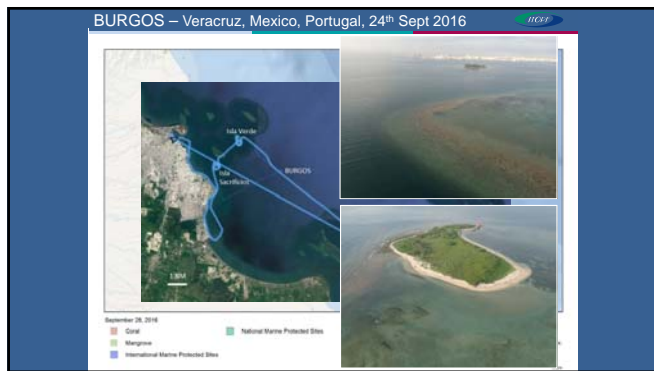 BURGOS – Veracruz, Mexico, Portugal, 24th Sept 2016
Isla Verde
Isla
Sacrificios
BURGOS
September 28, 2016
Coral
National Marine Protected Sites
Mangrove
International Marine Protected Sites